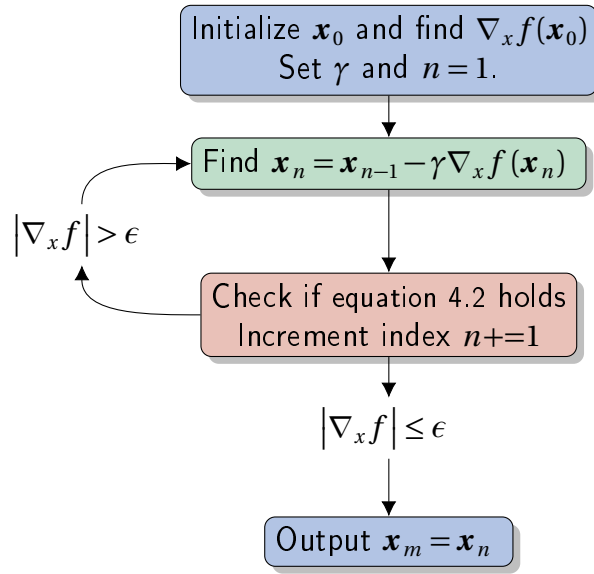 Initialize 𝒙₀ and find ∇ₓf(𝒙₀)
Set γ and n = 1.
Find 𝒙ₙ = 𝒙ₙ₋₁ − γ∇ₓf(𝒙ₙ)
|∇ₓf| > ϵ
Check if equation 4.2 holds
Increment index n+=1
|∇ₓf| ≤ ϵ
Output 𝒙ₘ = 𝒙ₙ